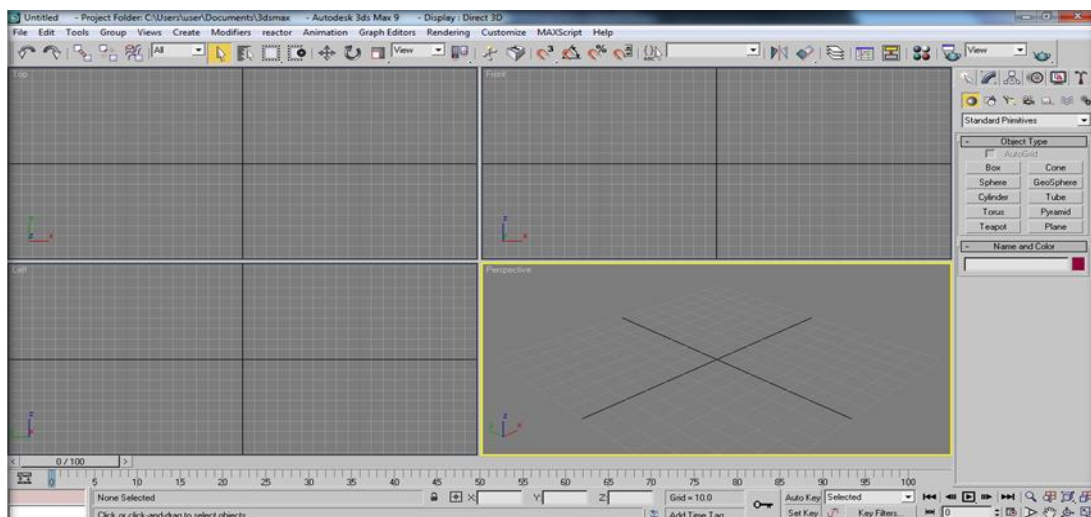 Untitled - Project Folder: C:\Users\user\Documents\3dsmax - Autodesk 3ds Max 9 - Display : Direct 3D
File Edit Tools Group Views Create Modifiers reactor Animation Graph Editors Rendering Customize MAXScript Help
All View View
Top Front
Standard Primitives
- Object Type
AutoGrid
Box Cone
Sphere GeoSphere
Cylinder Tube
Torus Pyramid
Teapot Plane
- Name and Color
Left Perspective
< 0 / 100 >
0 5 10 15 20 25 30 35 40 45 50 55 60 65 70 75 80 85 90 95 100
None Selected X: Y: Z: Grid = 10.0 Auto Key Selected
Click or click-and-drag to select objects Add Time Tag Set Key Key Filters... 0